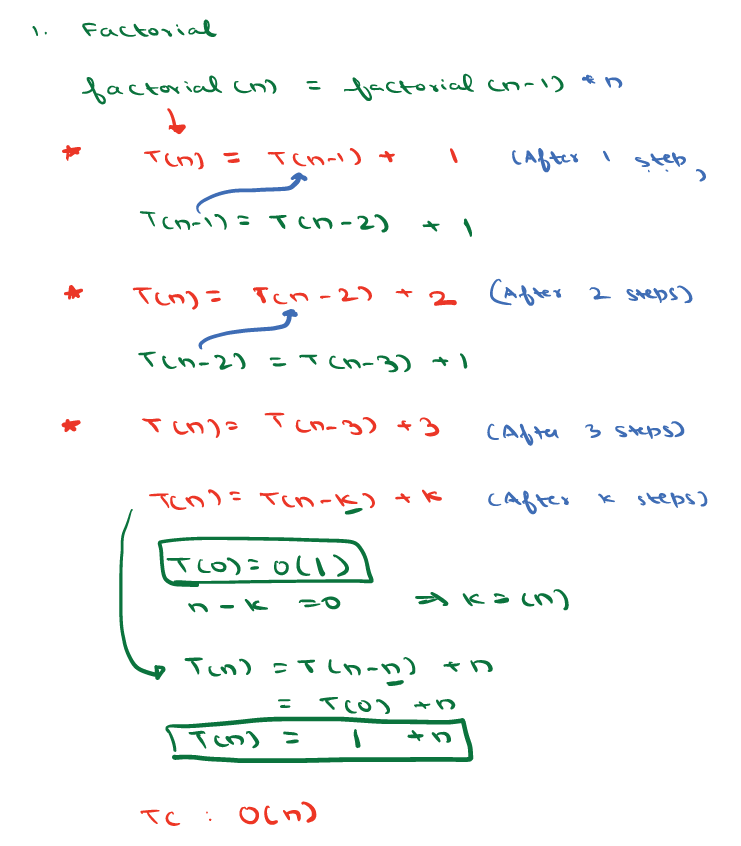 1. Factorial
factorial (n) = factorial (n-1) * n
* T(n) = T(n-1) + 1 (After 1 step)
T(n-1) = T(n-2) + 1
* T(n) = T(n-2) + 2 (After 2 steps)
T(n-2) = T(n-3) + 1
* T(n) = T(n-3) + 3 (After 3 steps)
T(n) = T(n-k) + k (After k steps)
T(0) = O(1)
n - k = 0 ⇒ k = (n)
T(n) = T(n-n) + n
= T(0) + n
T(n) = 1 + n
TC : O(n)